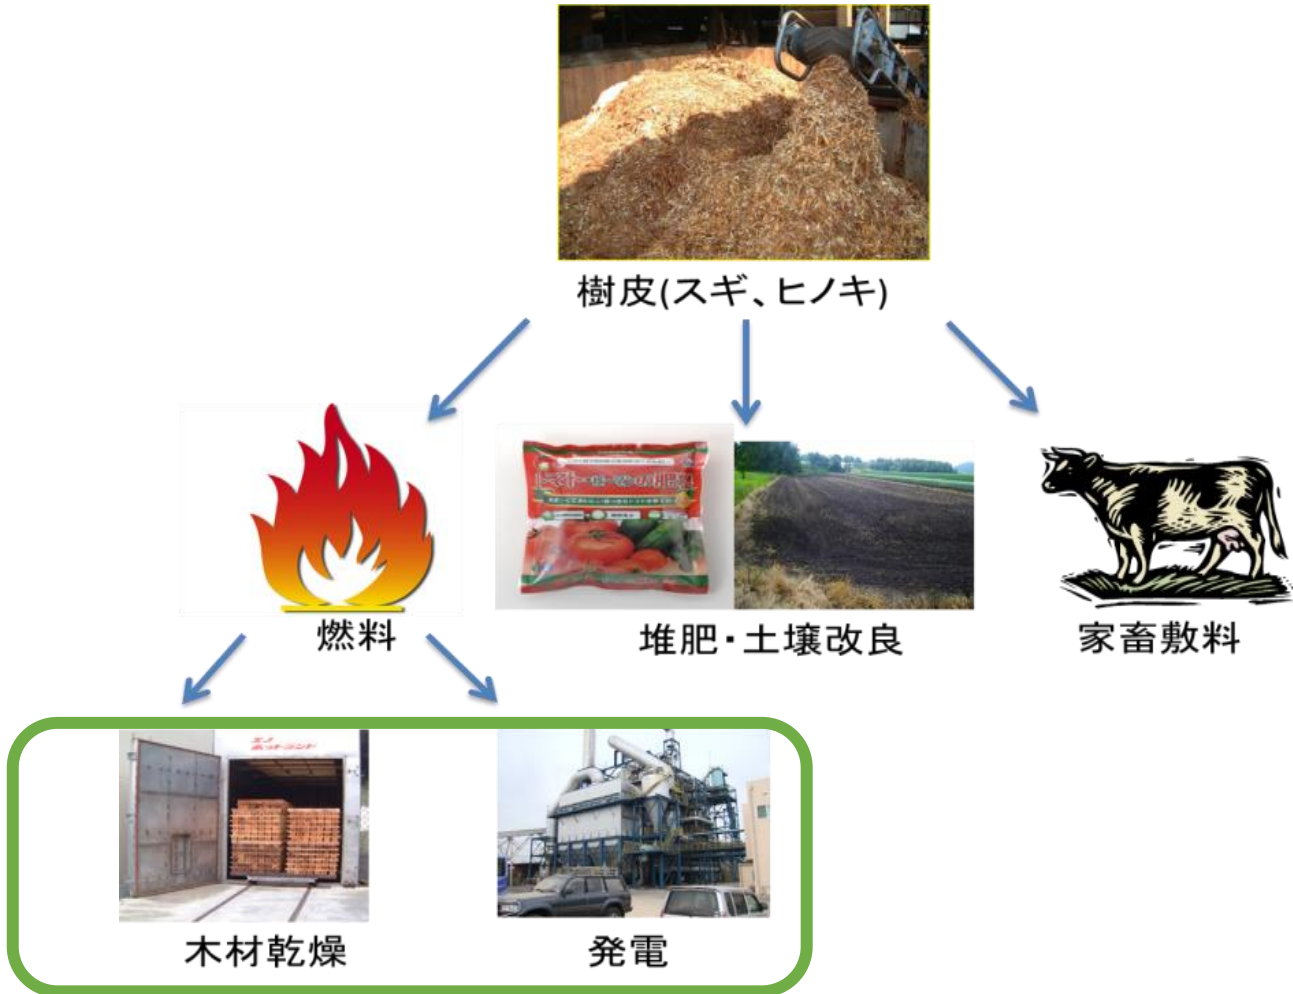 樹皮(スギ、ヒノキ)
燃料
堆肥・土壌改良
家畜敷料
木材乾燥
発電